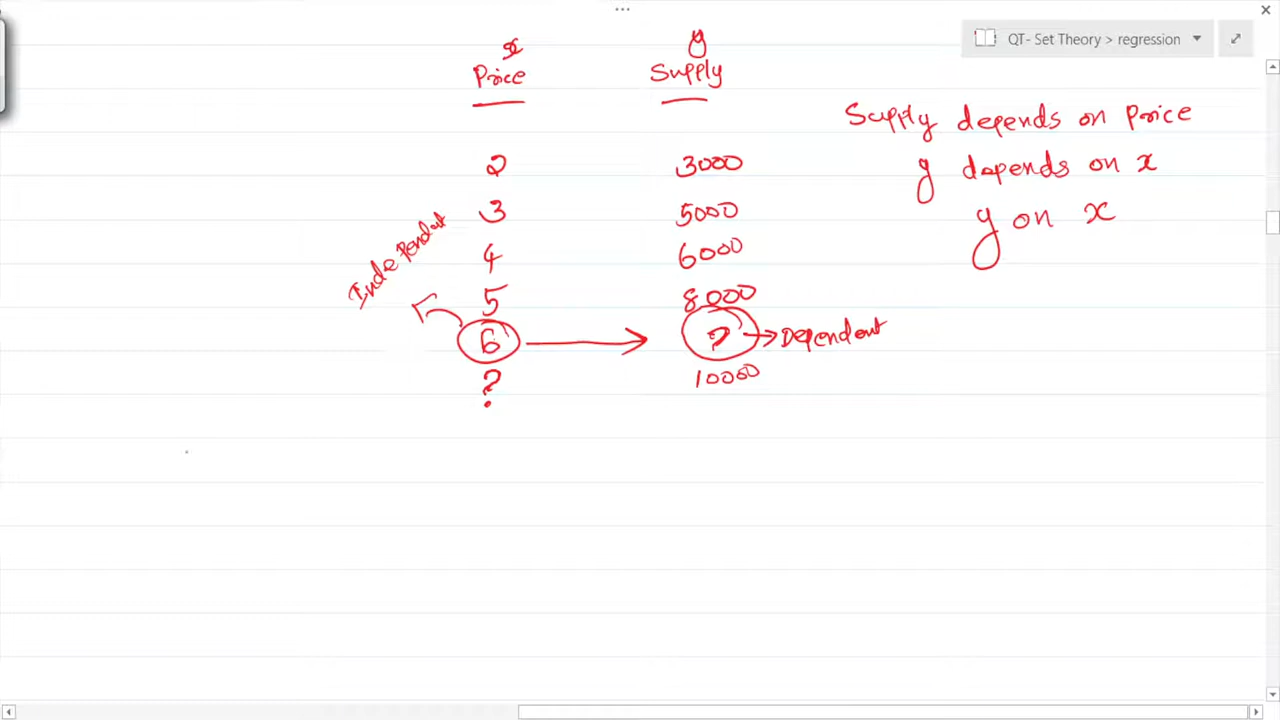 QT- Set Theory > regression
x y
Price Supply
Supply depends on Price
2 3000
y depends on x
3 5000
y on x
Independent
4 6000
5 8000
6 ? Dependent
? 10000